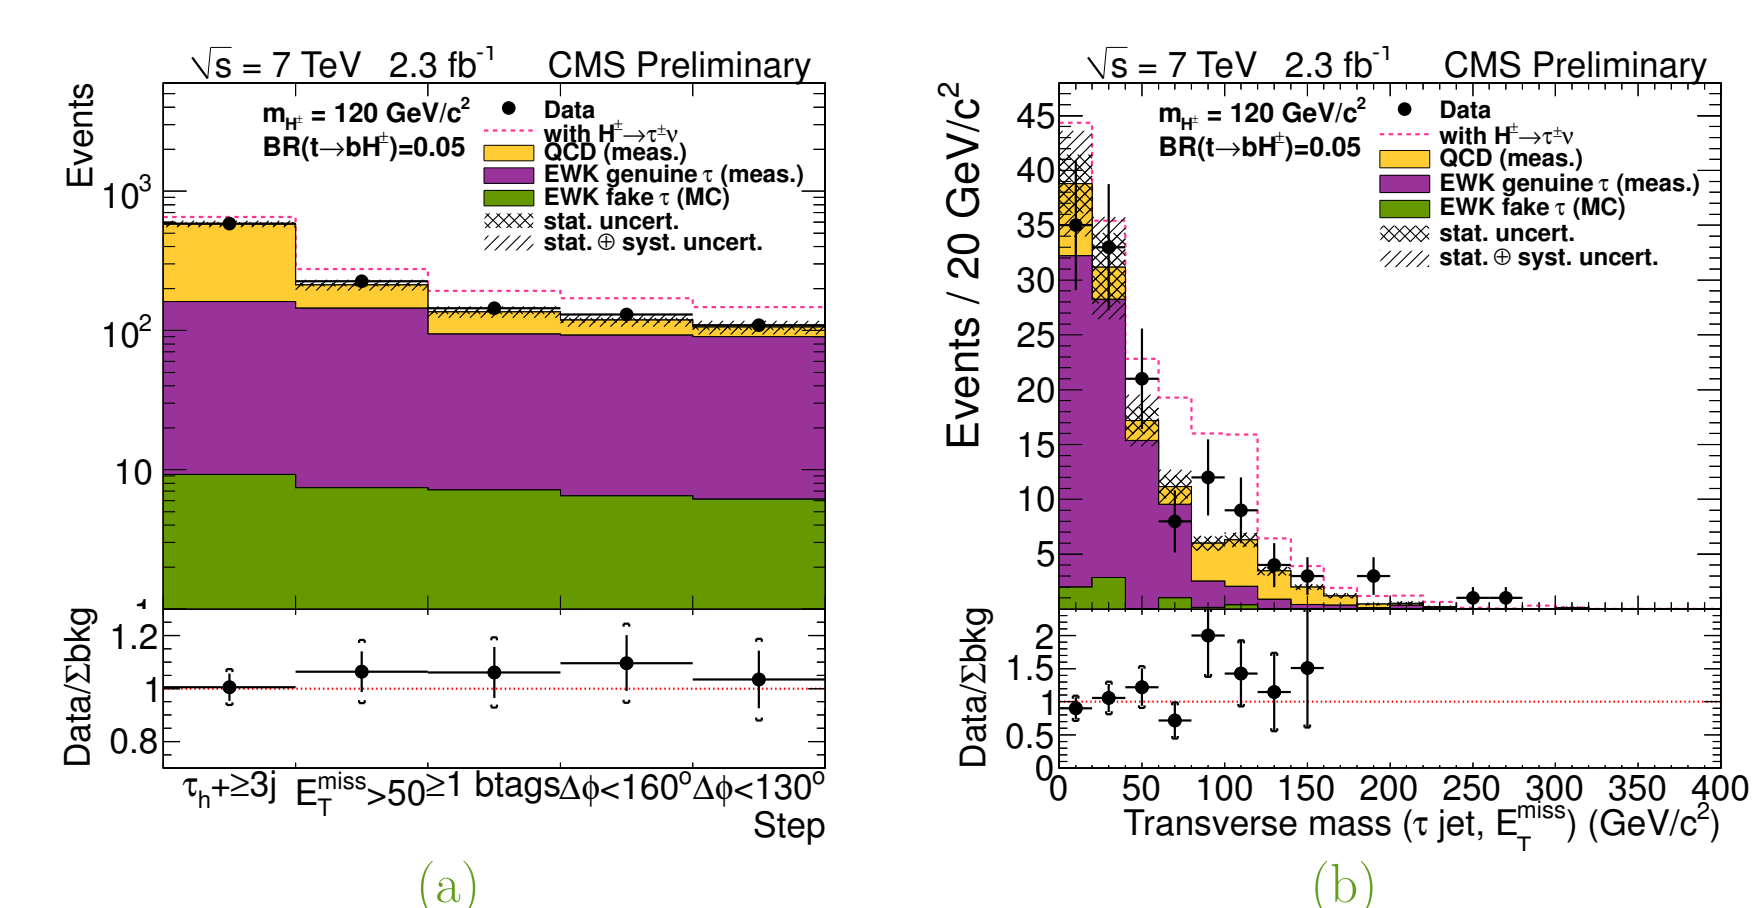 √s = 7 TeV 2.3 fb⁻¹ CMS Preliminary
Events
m_H± = 120 GeV/c²
BR(t→bH±)=0.05
Data
with H±→τ±ν
QCD (meas.)
EWK genuine τ (meas.)
EWK fake τ (MC)
stat. uncert.
stat. ⊕ syst. uncert.
10³
10²
10
1
Data/Σbkg
1.2
1
0.8
τ_h+≥3j E_T^miss>50 ≥1 btags Δϕ<160° Δϕ<130°
Step
(a)
√s = 7 TeV 2.3 fb⁻¹ CMS Preliminary
Events / 20 GeV/c²
m_H± = 120 GeV/c²
BR(t→bH±)=0.05
Data
with H±→τ±ν
QCD (meas.)
EWK genuine τ (meas.)
EWK fake τ (MC)
stat. uncert.
stat. ⊕ syst. uncert.
45
40
35
30
25
20
15
10
5
Data/Σbkg
2
1.5
1
0.5
0
0 50 100 150 200 250 300 350 400
Transverse mass (τ jet, E_T^miss) (GeV/c²)
(b)